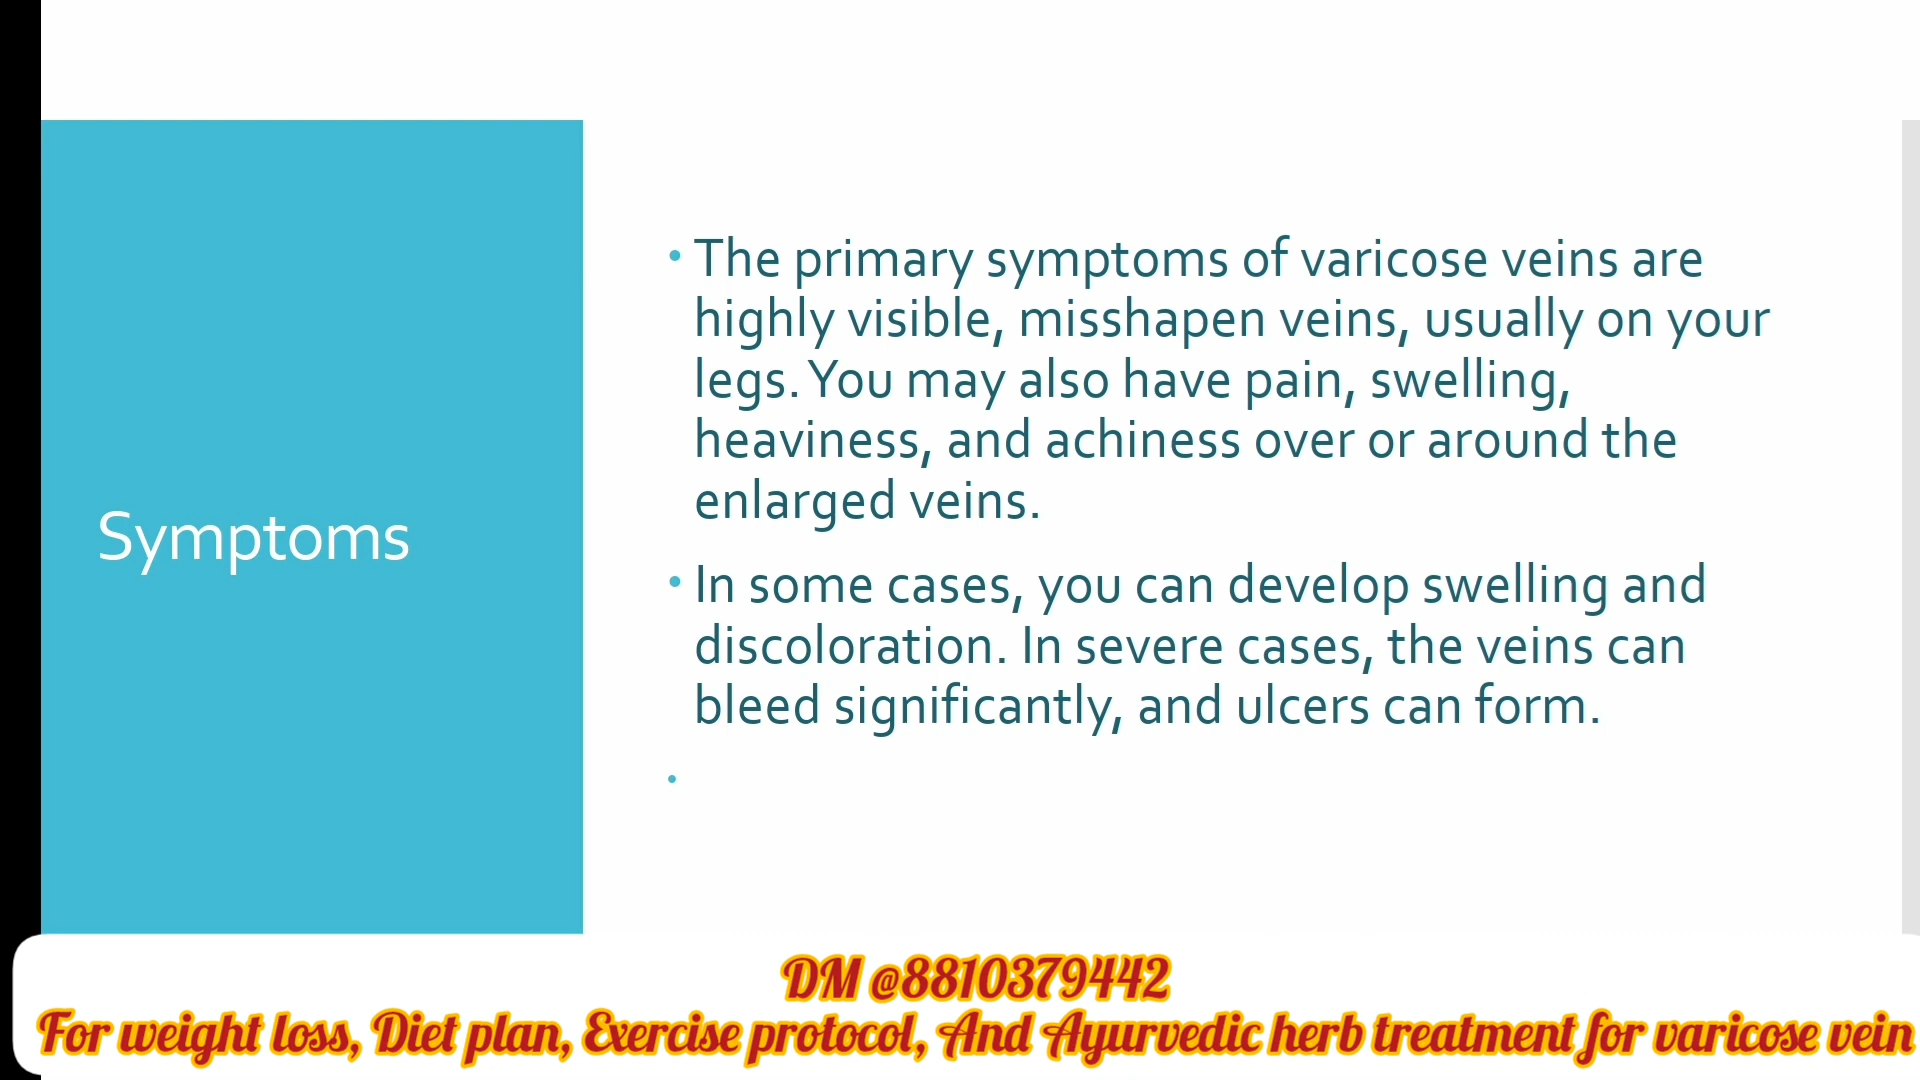 Symptoms
• The primary symptoms of varicose veins are
highly visible, misshapen veins, usually on your
legs. You may also have pain, swelling,
heaviness, and achiness over or around the
enlarged veins.
• In some cases, you can develop swelling and
discoloration. In severe cases, the veins can
bleed significantly, and ulcers can form.
•
DM @8810379442
For weight loss, Diet plan, Exercise protocol, And Ayurvedic herb treatment for varicose vein